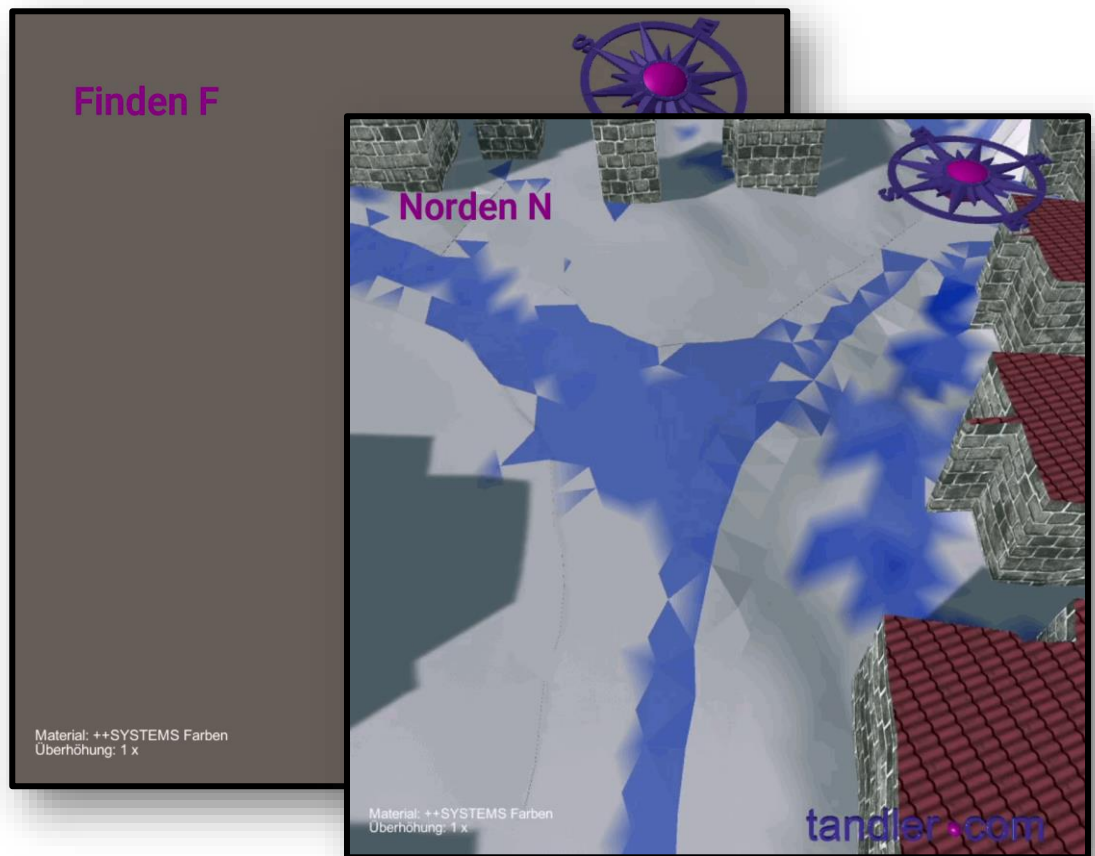 Finden F
Material: ++SYSTEMS Farben
Überhöhung: 1 x
Norden N
Material: ++SYSTEMS Farben
Überhöhung: 1 x
tandler.com